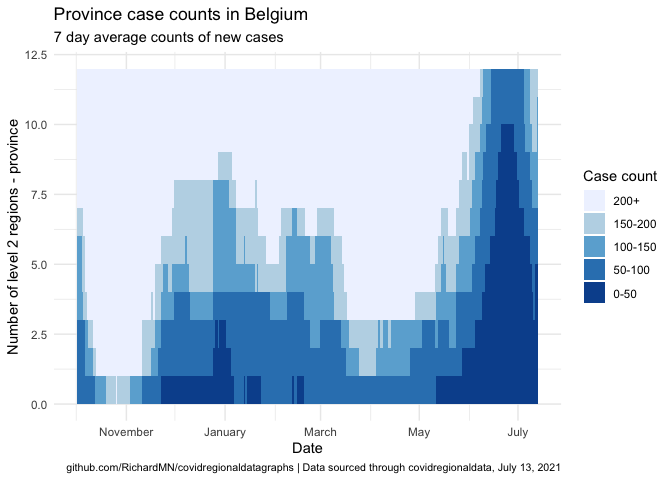 Province case counts in Belgium
7 day average counts of new cases
12.5
10.0
7.5
5.0
2.5
0.0
Number of level 2 regions - province
November
January
March
May
July
Date
Case count
200+
150-200
100-150
50-100
0-50
github.com/RichardMN/covidregionaldatagraphs | Data sourced through covidregionaldata, July 13, 2021